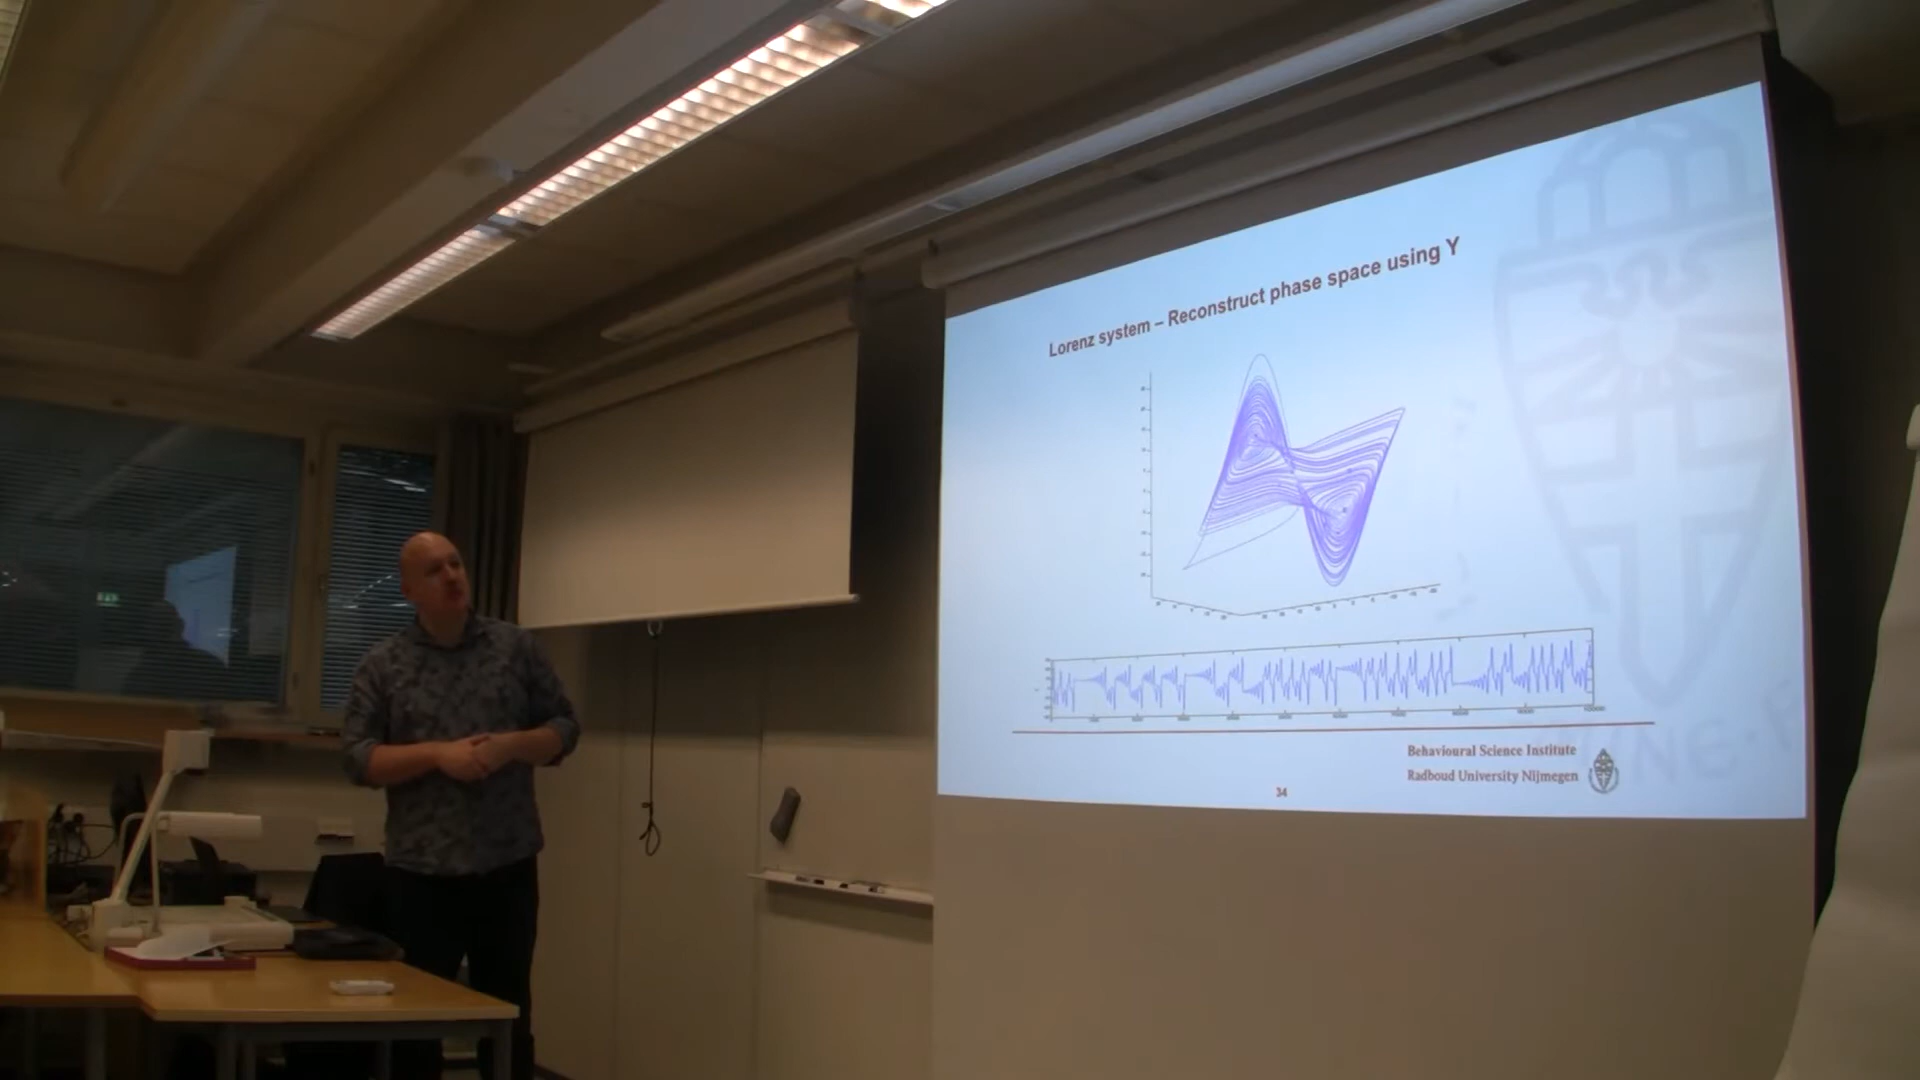 Lorenz system – Reconstruct phase space using Y
Behavioural Science Institute
Radboud University Nijmegen
34